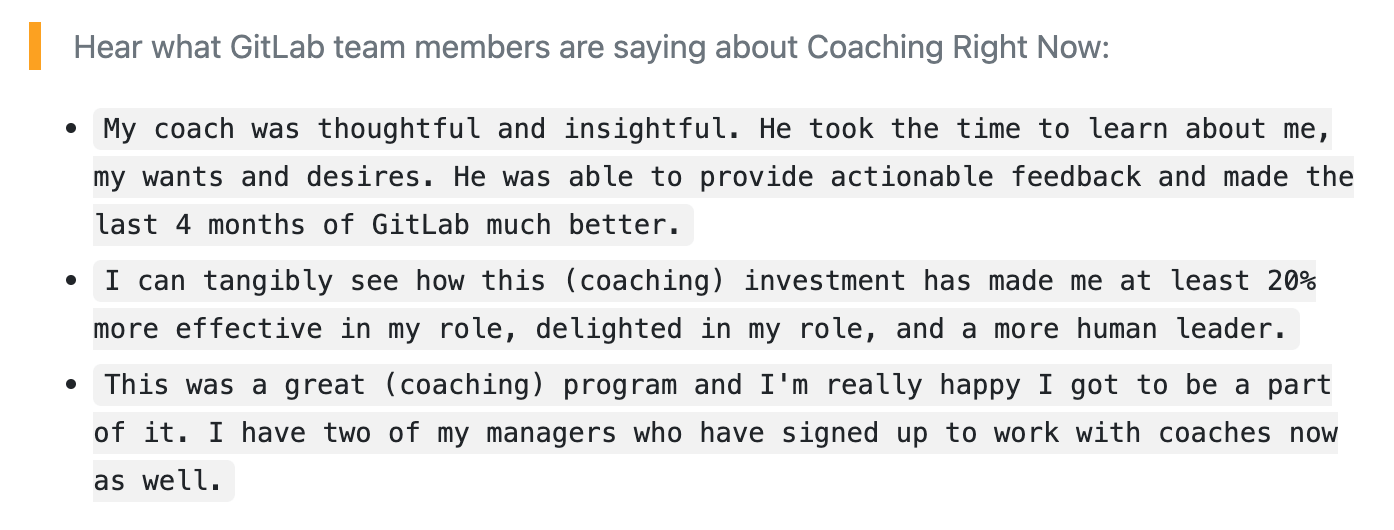 Hear what GitLab team members are saying about Coaching Right Now:
My coach was thoughtful and insightful. He took the time to learn about me,
my wants and desires. He was able to provide actionable feedback and made the
last 4 months of GitLab much better.
I can tangibly see how this (coaching) investment has made me at least 20%
more effective in my role, delighted in my role, and a more human leader.
This was a great (coaching) program and I'm really happy I got to be a part
of it. I have two of my managers who have signed up to work with coaches now
as well.